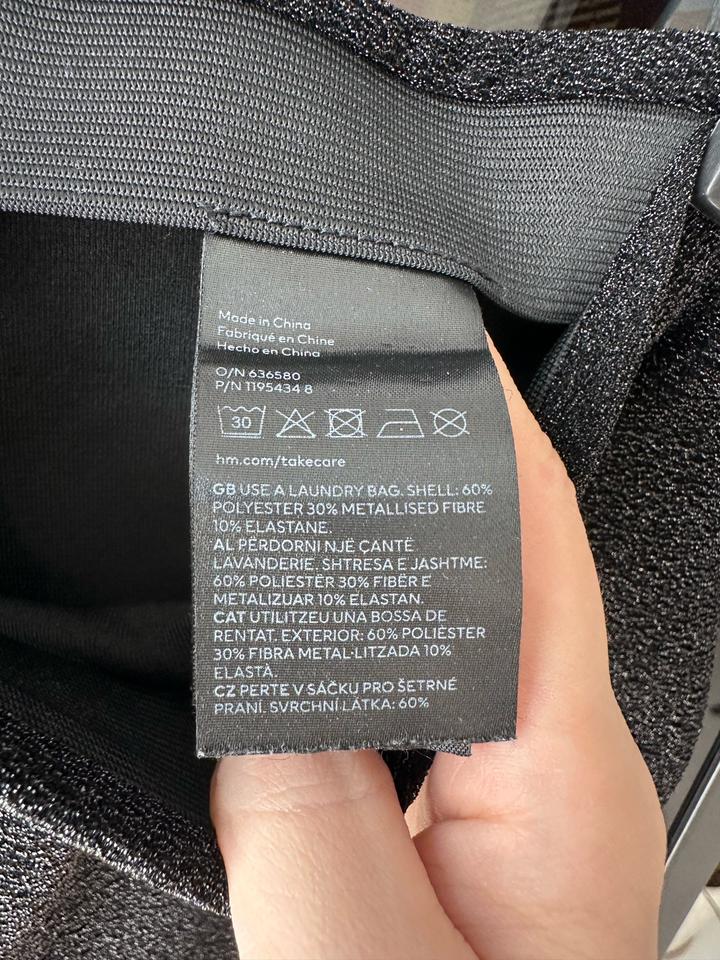 Made in China
Fabriqué en Chine
Hecho en China
O/N 636580
P/N 1195434 8
30
hm.com/takecare
GB USE A LAUNDRY BAG. SHELL: 60%
POLYESTER 30% METALLISED FIBRE
10% ELASTANE.
AL PËRDORNI NJË ÇANTË
LAVANDERIE. SHTRESA E JASHTME:
60% POLIESTËR 30% FIBËR E
METALIZUAR 10% ELASTAN.
CAT UTILITZEU UNA BOSSA DE
RENTAT. EXTERIOR: 60% POLIÈSTER
30% FIBRA METAL·LITZADA 10%
ELASTÀ.
CZ PERTE V SÁČKU PRO ŠETRNÉ
PRANÍ. SVRCHNÍ LÁTKA: 60%